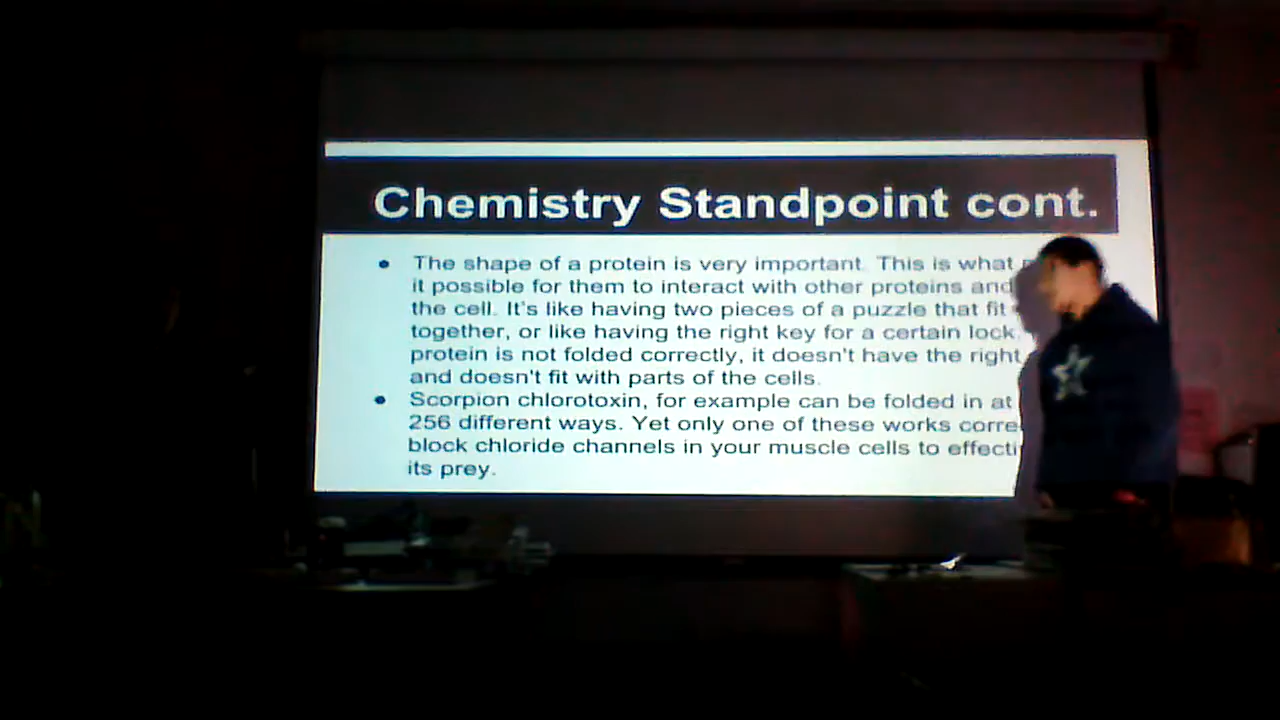 Chemistry Standpoint cont.
The shape of a protein is very important. This is what
it possible for them to interact with other proteins and
the cell. It's like having two pieces of a puzzle that fit
together, or like having the right key for a certain lock.
protein is not folded correctly, it doesn't have the right
and doesn't fit with parts of the cells.
Scorpion chlorotoxin, for example can be folded in at
256 different ways. Yet only one of these works
block chloride channels in your muscle cells to
its prey.